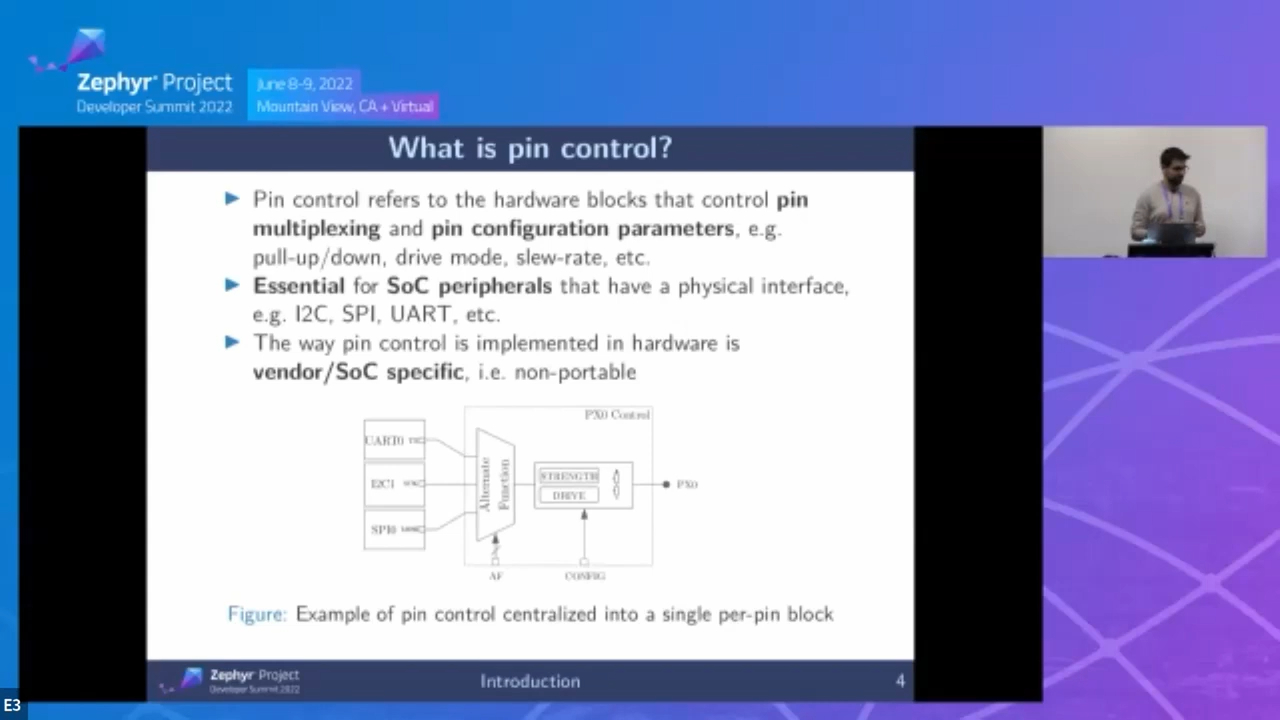 Zephyr® Project
Developer Summit 2022
June 8-9, 2022
Mountain View, CA + Virtual
What is pin control?
Pin control refers to the hardware blocks that control pin
multiplexing and pin configuration parameters, e.g.
pull-up/down, drive mode, slew-rate, etc.
Essential for SoC peripherals that have a physical interface,
e.g. I2C, SPI, UART, etc.
The way pin control is implemented in hardware is
vendor/SoC specific, i.e. non-portable
PX0 Control
UART0
I2C1
SPI0
Alternate
Function
STRENGTH
DRIVE
PX0
AF
CONFIG
Figure: Example of pin control centralized into a single per-pin block
Zephyr® Project
Developer Summit 2022
Introduction
4
E3